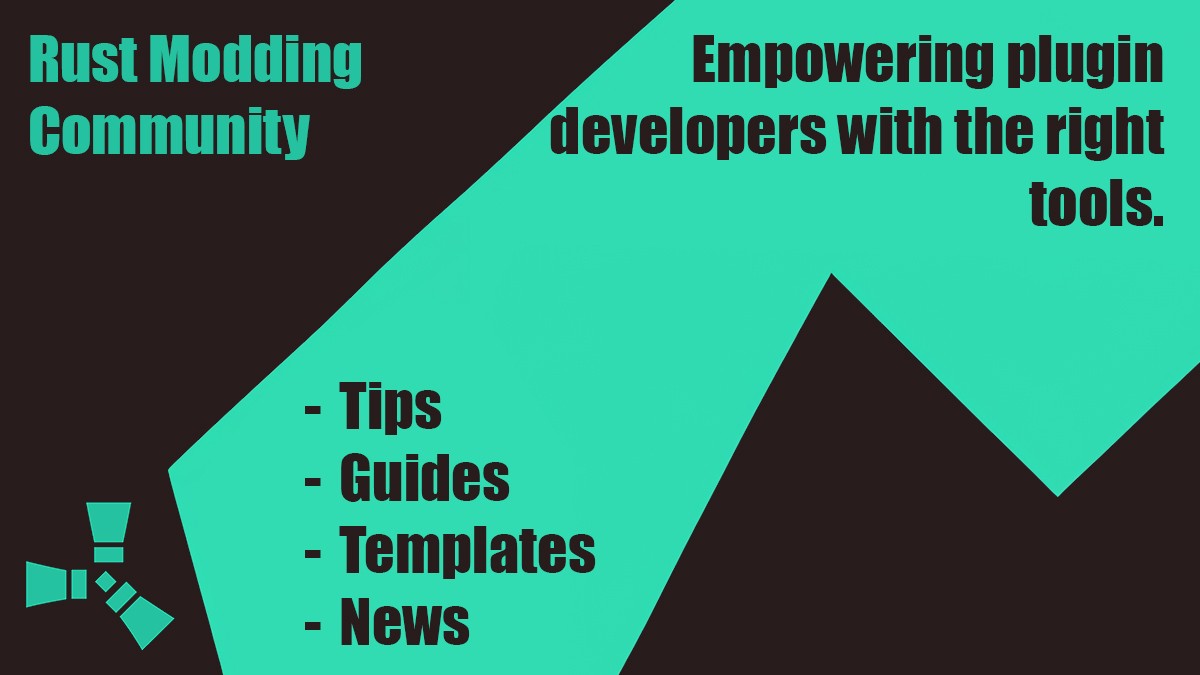 Rust Modding
Community
Empowering plugin
developers with the right
tools.
- Tips
- Guides
- Templates
- News